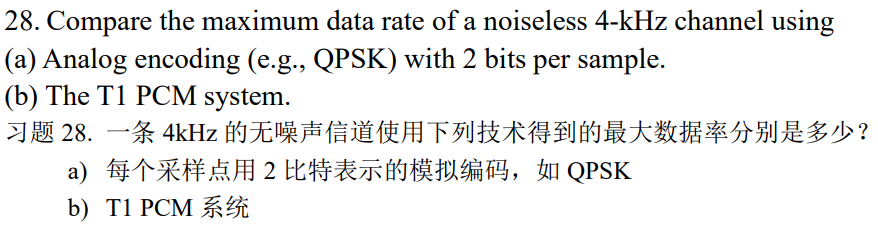 28. Compare the maximum data rate of a noiseless 4-kHz channel using
(a) Analog encoding (e.g., QPSK) with 2 bits per sample.
(b) The T1 PCM system.
习题 28. 一条 4kHz 的无噪声信道使用下列技术得到的最大数据率分别是多少？
a) 每个采样点用 2 比特表示的模拟编码，如 QPSK
b) T1 PCM 系统